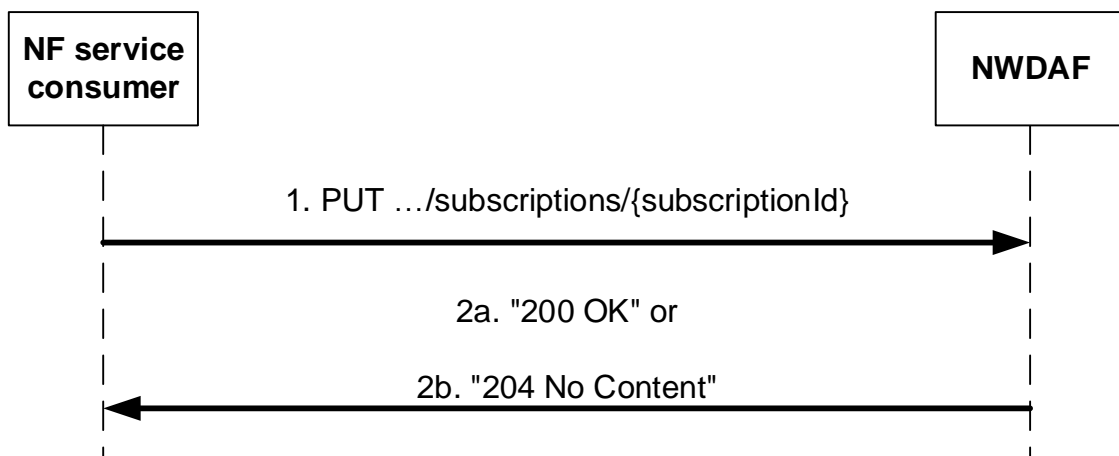 NF service
consumer
NWDAF
1. PUT …/subscriptions/{subscriptionId}
2a. "200 OK" or
2b. "204 No Content"